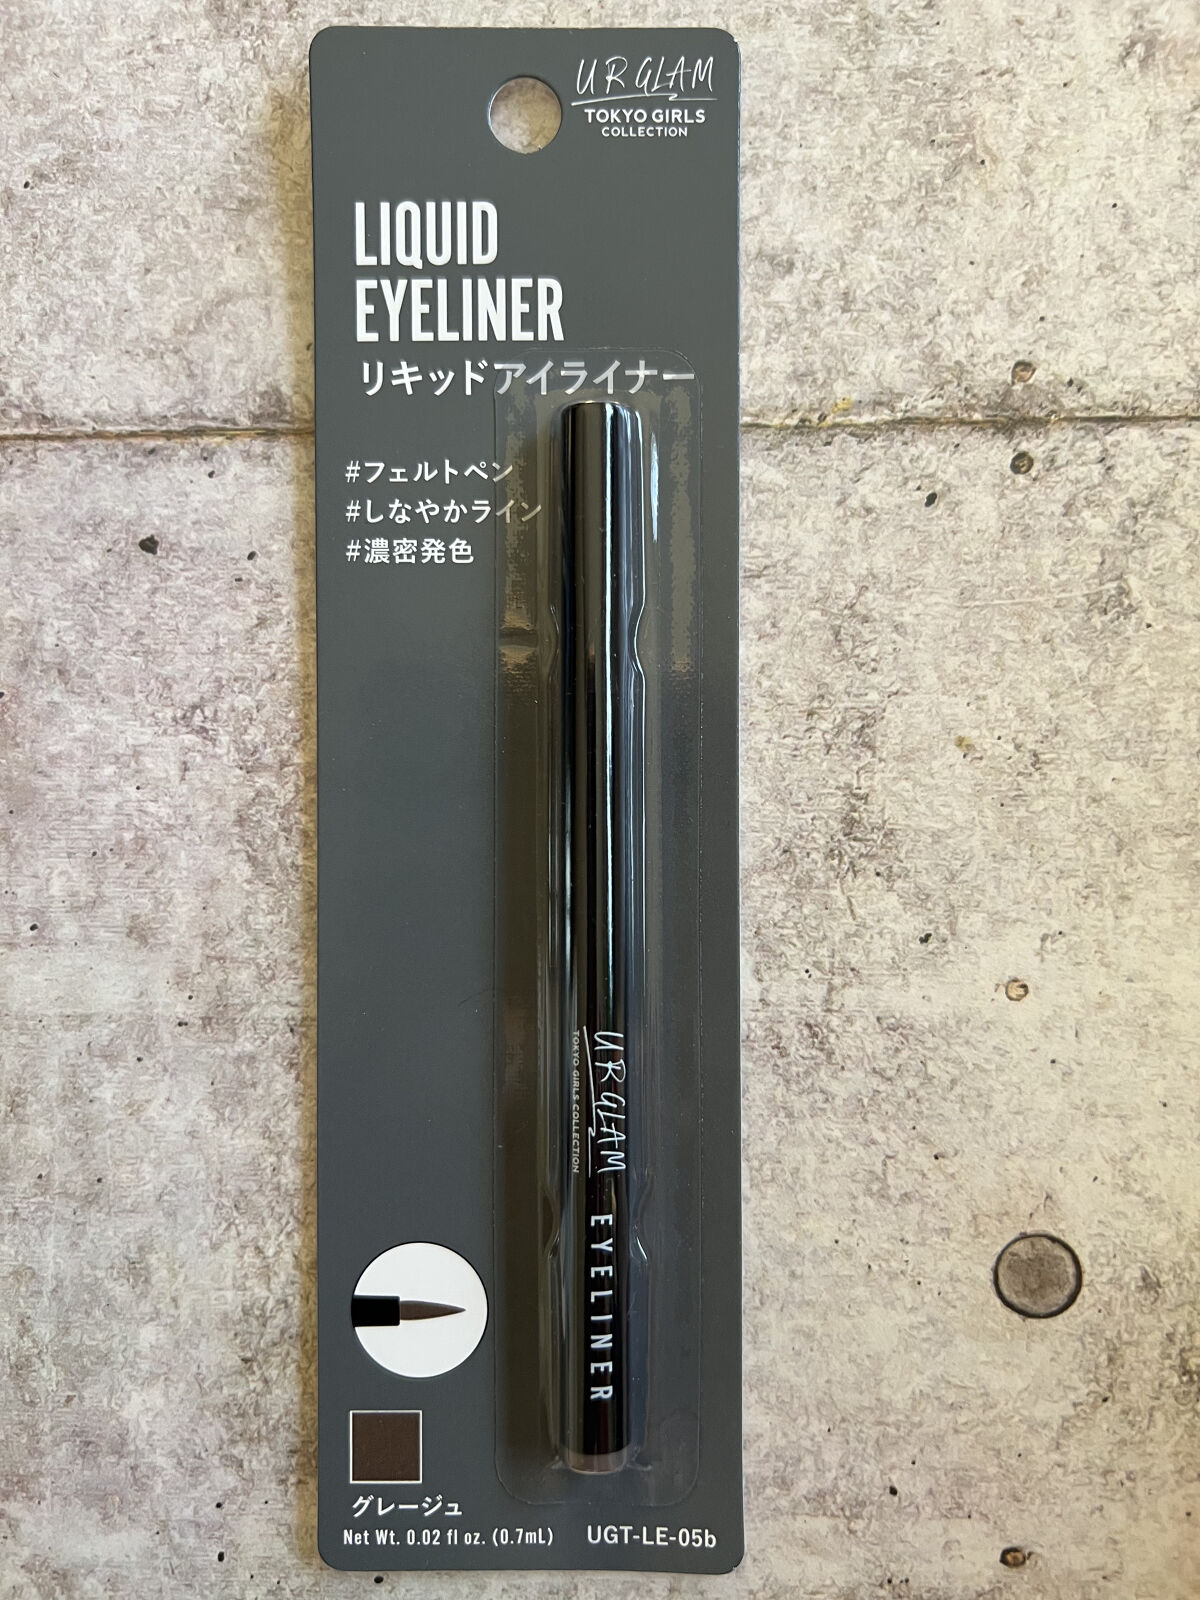 UR GLAM
TOKYO GIRLS
COLLECTION
LIQUID
EYELINER
リキッドアイライナー
#フェルトペン
#しなやかライン
#濃密発色
UR GLAM
TOKYO GIRLS COLLECTION
EYELINER
グレージュ
Net Wt. 0.02 fl oz. (0.7mL)
UGT-LE-05b